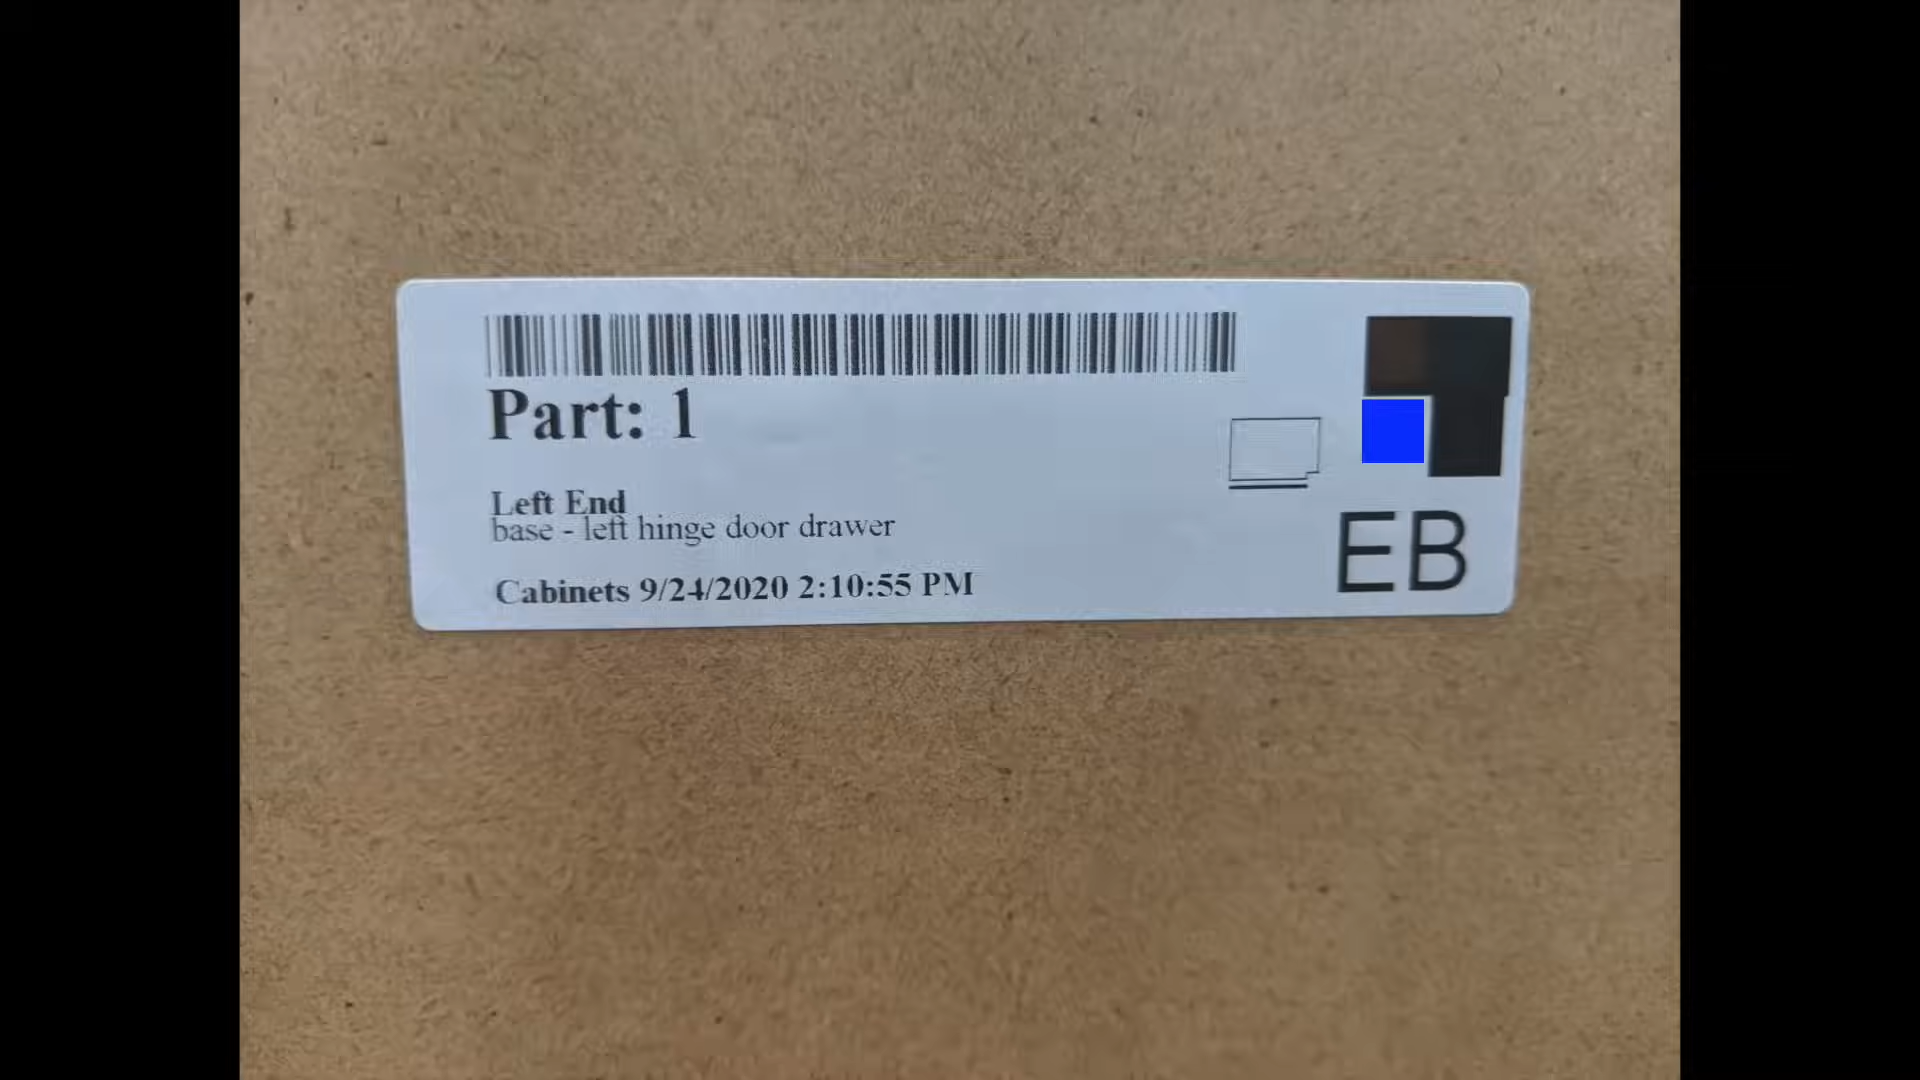 Part: 1
Left End
base - left hinge door drawer
Cabinets 9/24/2020 2:10:55 PM
EB